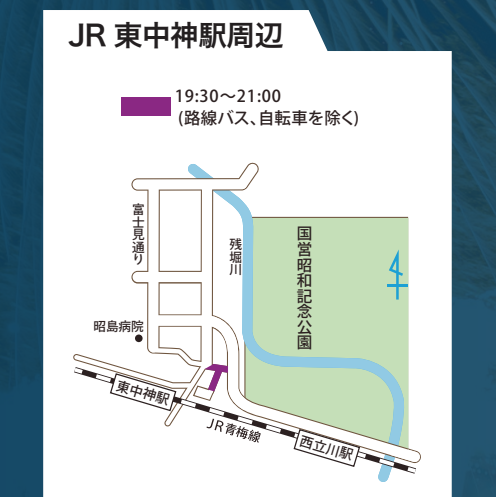 JR 東中神駅周辺
19:30～21:00
(路線バス、自転車を除く)
富士見通り
残堀川
国営昭和記念公園
昭島病院
東中神駅
JR青梅線
西立川駅